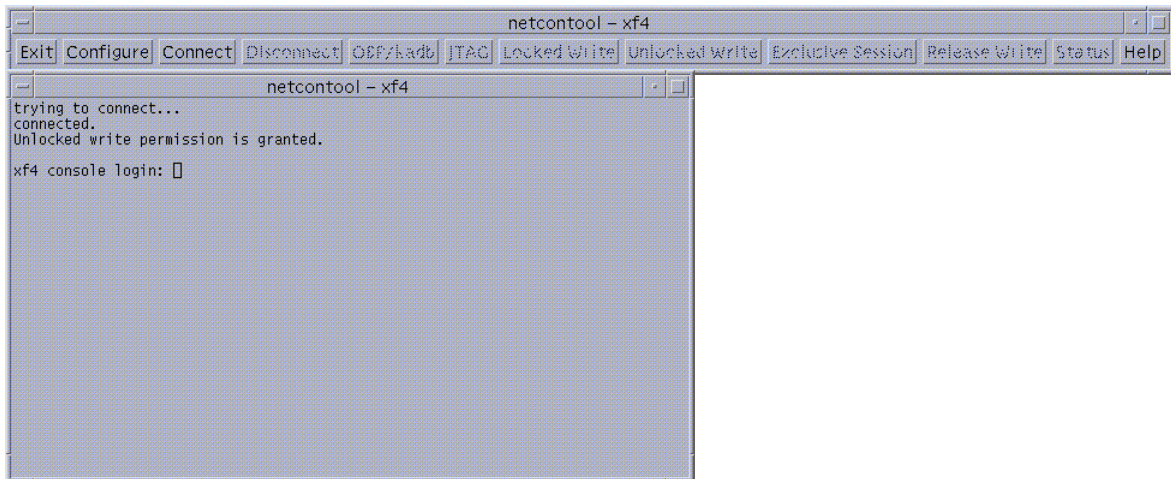 netcontool – xf4
Exit Configure Connect Disconnect OBP/kadb JTAG Locked Write Unlocked Write Exclusive Session Release Write Status Help
netcontool – xf4
trying to connect...
connected.
Unlocked write permission is granted.
xf4 console login: